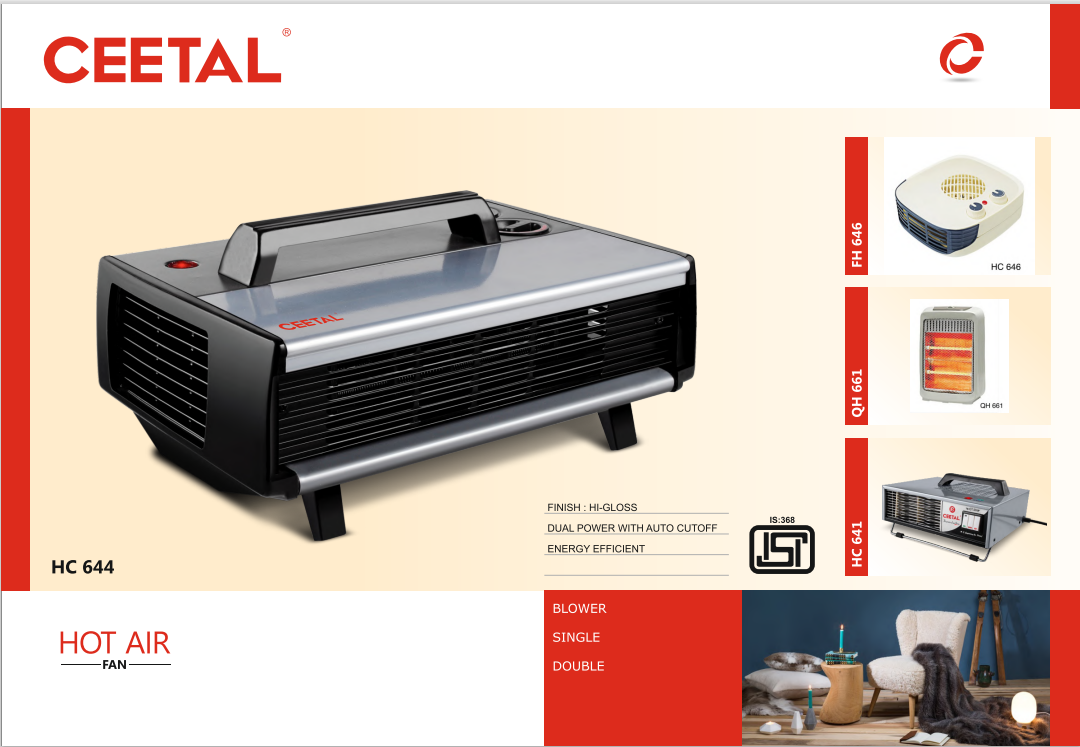 CEETAL®
CEETAL
HC 644
FINISH : HI-GLOSS
DUAL POWER WITH AUTO CUTOFF
ENERGY EFFICIENT
IS:368
ISI
FH 646
HC 646
QH 661
QH 661
HC 641
CEETAL
HOT AIR
FAN
BLOWER
SINGLE
DOUBLE